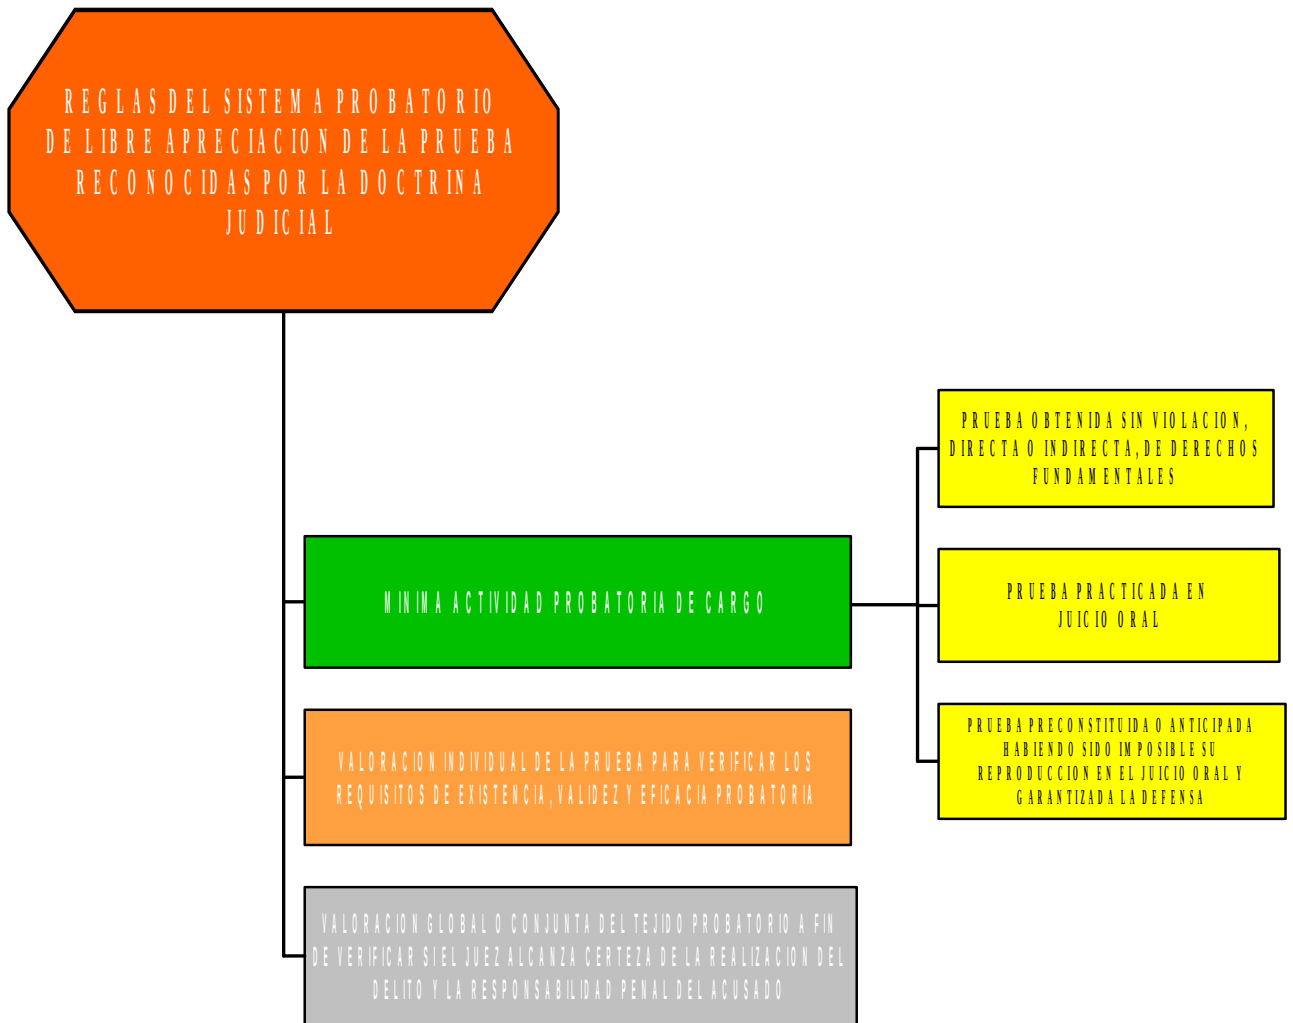 REGLAS DEL SISTEMA PROBATORIO
DE LIBRE APRECIACION DE LA PRUEBA
RECONOCIDAS POR LA DOCTRINA
JUDICIAL
MINIMA ACTIVIDAD PROBATORIA DE CARGO
PRUEBA OBTENIDA SIN VIOLACION,
DIRECTA O INDIRECTA, DE DERECHOS
FUNDAMENTALES
PRUEBA PRACTICADA EN
JUICIO ORAL
PRUEBA PRECONSTITUIDA O ANTICIPADA
HABIENDO SIDO IMPOSIBLE SU
REPRODUCCION EN EL JUICIO ORAL Y
GARANTIZADA LA DEFENSA
VALORACION INDIVIDUAL DE LA PRUEBA PARA VERIFICAR LOS
REQUISITOS DE EXISTENCIA, VALIDEZ Y EFICACIA PROBATORIA
VALORACION GLOBAL O CONJUNTA DEL TEJIDO PROBATORIO A FIN
DE VERIFICAR SI EL JUEZ ALCANZA CERTEZA DE LA REALIZACION DEL
DELITO Y LA RESPONSABILIDAD PENAL DEL ACUSADO